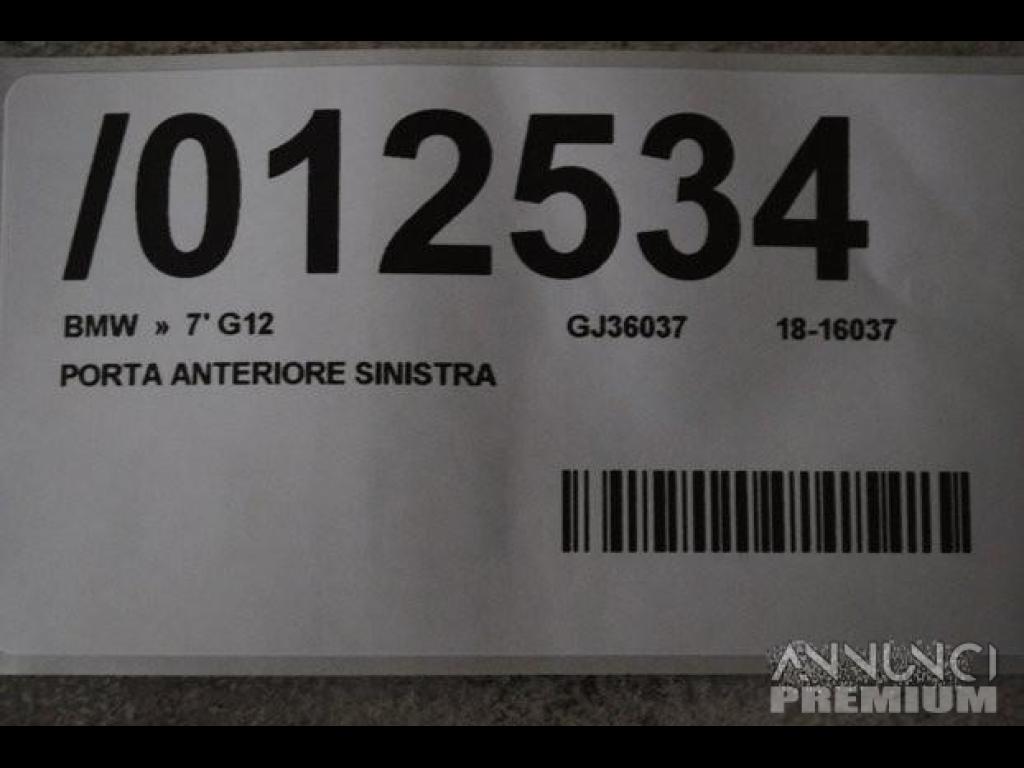 /012534
BMW » 7' G12 GJ36037 18-16037
PORTA ANTERIORE SINISTRA
ANNUNCI
PREMIUM